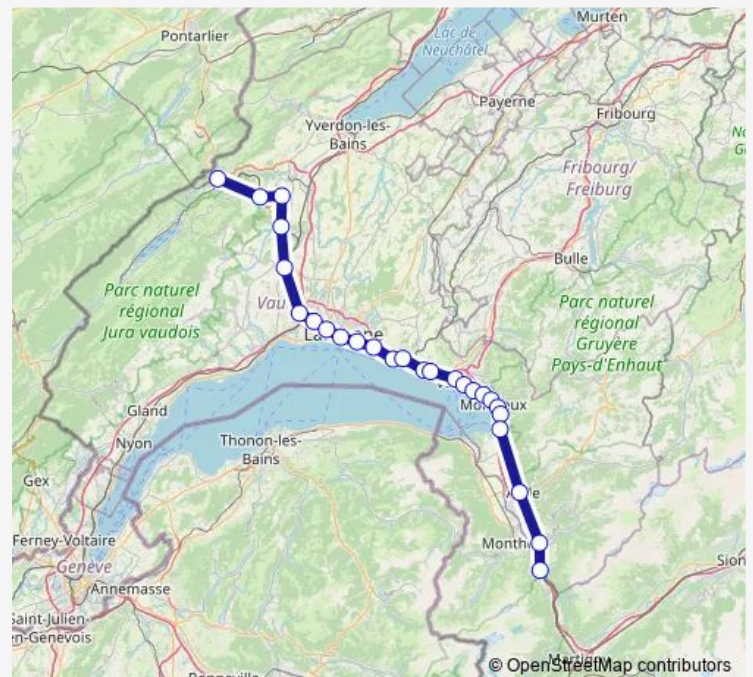 Pontarlier
Lac de
Neuchâtel
Murten
Payerne
Fribourg
Yverdon-les-
Bains
Fribourg/
Freiburg
Bulle
Parc naturel
régional
Jura vaudois
Parc naturel
régional
Gruyère
Pays-d'Enhaut
Gland
Nyon
Thonon-les-
Bains
Gex
Ferney-Voltaire
Genève
Annemasse
Saint-Julien-
en-Genevois
Sion
© OpenStreetMap contributors